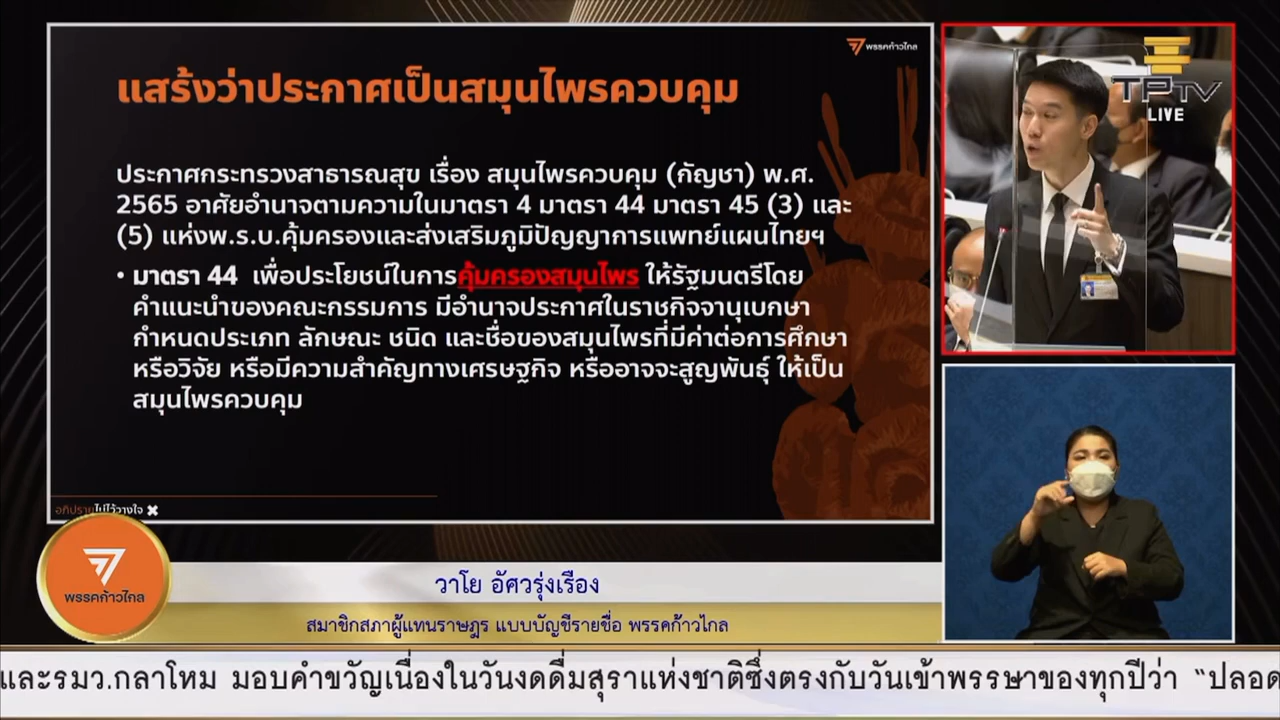 พรรคก้าวไกล
แสร้งว่าประกาศเป็นสมุนไพรควบคุม
ประกาศกระทรวงสาธารณสุข เรื่อง สมุนไพรควบคุม (กัญชา) พ.ศ.
2565 อาศัยอำนาจตามความในมาตรา 4 มาตรา 44 มาตรา 45 (3) และ
(5) แห่งพ.ร.บ.คุ้มครองและส่งเสริมภูมิปัญญาการแพทย์แผนไทยฯ
• มาตรา 44 เพื่อประโยชน์ในการคุ้มครองสมุนไพร ให้รัฐมนตรีโดย
คำแนะนำของคณะกรรมการ มีอำนาจประกาศในราชกิจจานุเบกษา
กำหนดประเภท ลักษณะ ชนิด และชื่อของสมุนไพรที่มีค่าต่อการศึกษา
หรือวิจัย หรือมีความสำคัญทางเศรษฐกิจ หรืออาจจะสูญพันธุ์ ให้เป็น
สมุนไพรควบคุม
อภิปรายไม่ไว้วางใจ
TPTV
LIVE
พรรคก้าวไกล
วาโย อัศวรุ่งเรือง
สมาชิกสภาผู้แทนราษฎร แบบบัญชีรายชื่อ พรรคก้าวไกล
และรมว.กลาโหม มอบคำขวัญเนื่องในวันงดดื่มสุราแห่งชาติซึ่งตรงกับวันเข้าพรรษาของทุกปีว่า “ปลอด